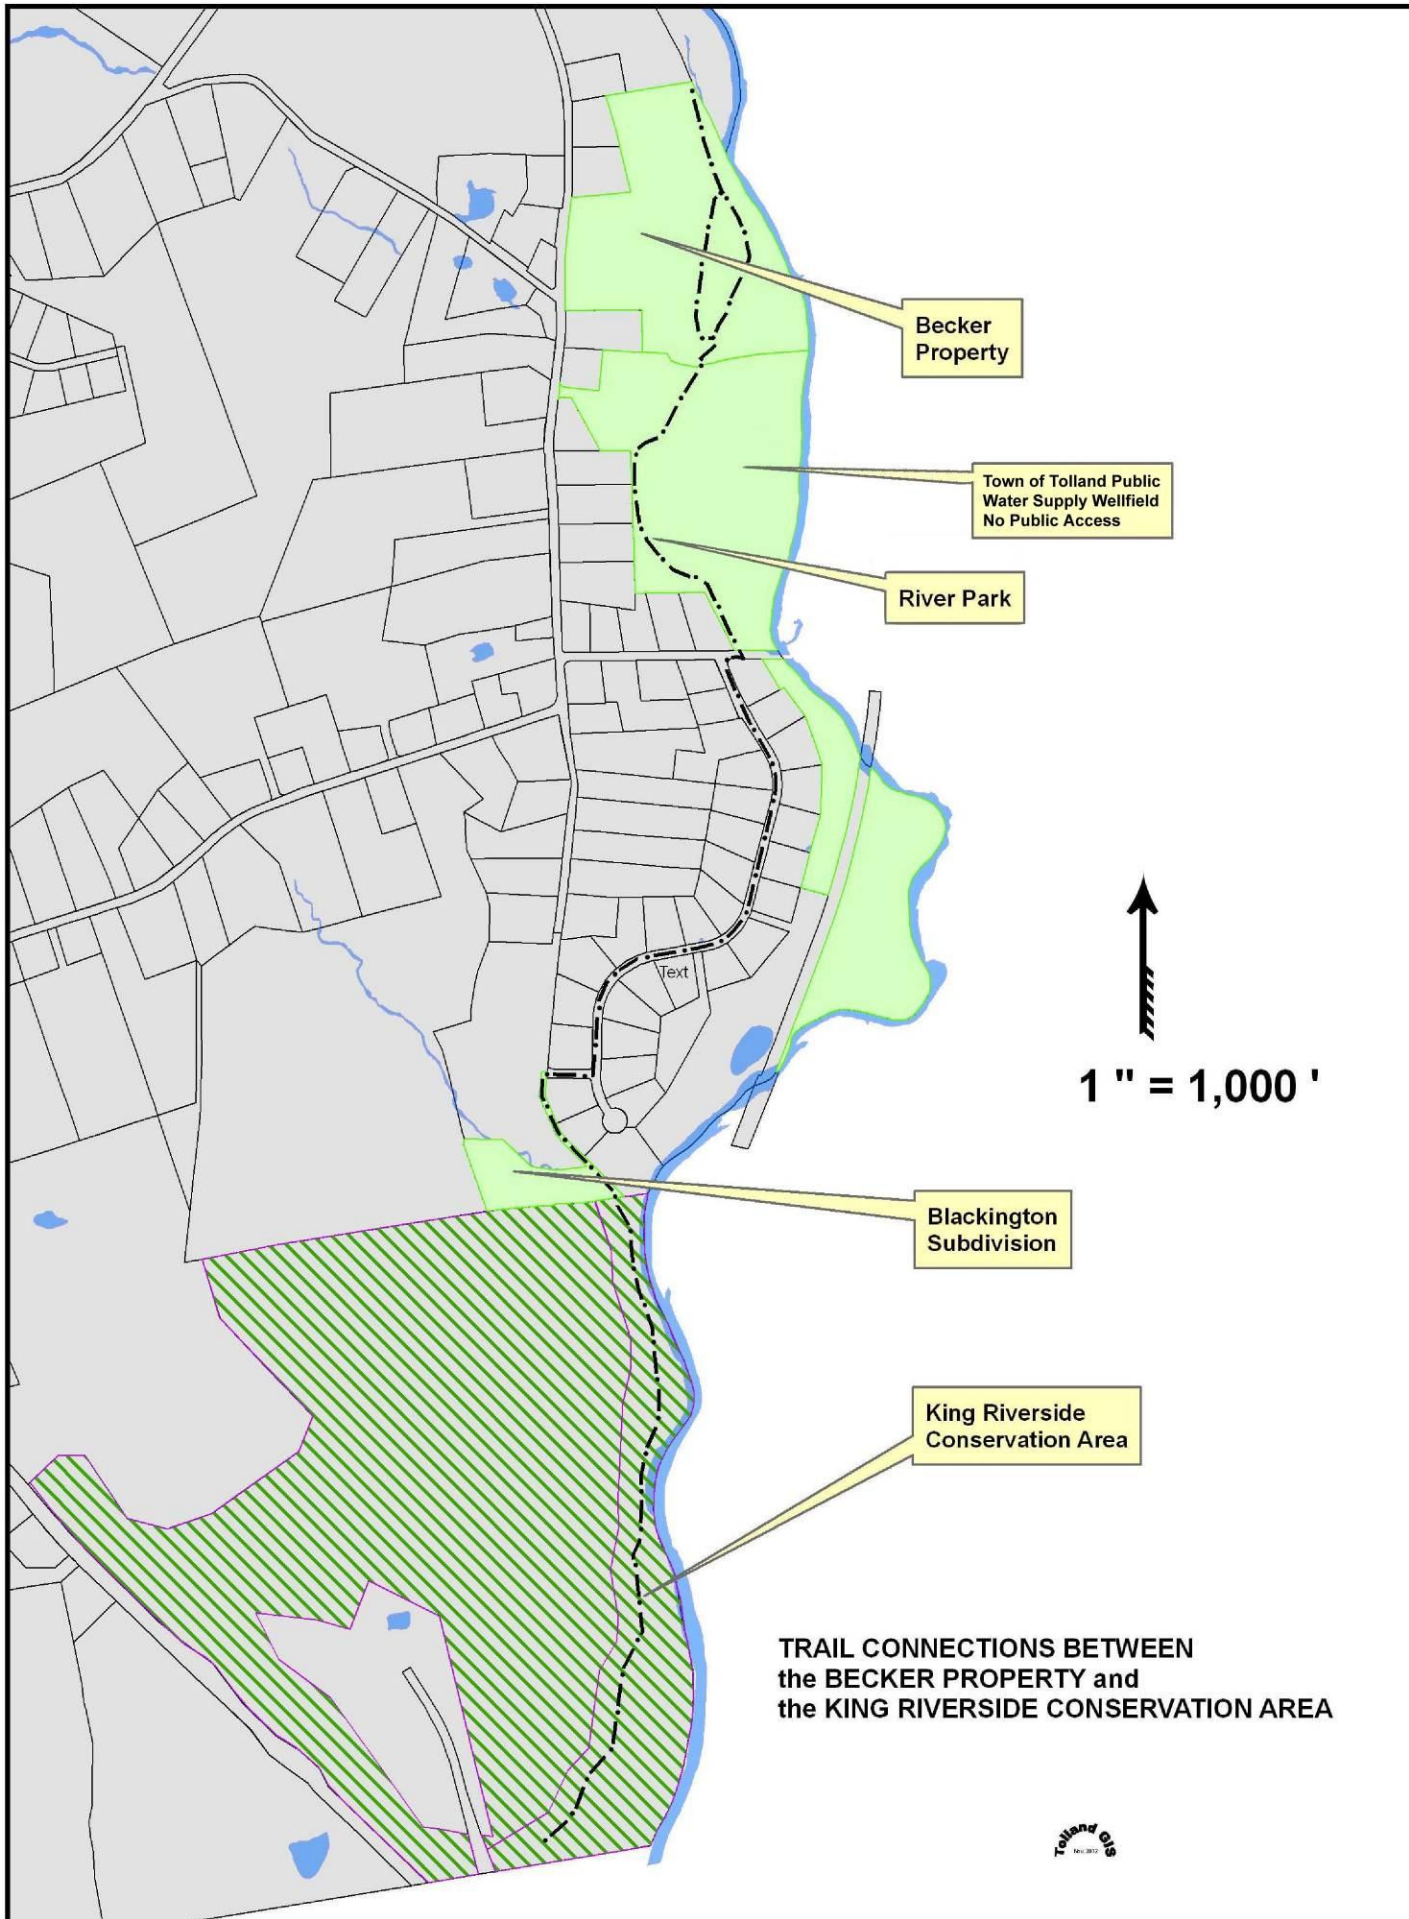 Becker
Property
Town of Tolland Public
Water Supply Wellfield
No Public Access
River Park
Text
1 " = 1,000 '
Blackington
Subdivision
King Riverside
Conservation Area
TRAIL CONNECTIONS BETWEEN
the BECKER PROPERTY and
the KING RIVERSIDE CONSERVATION AREA
Tolland GIS
Nov. 2012